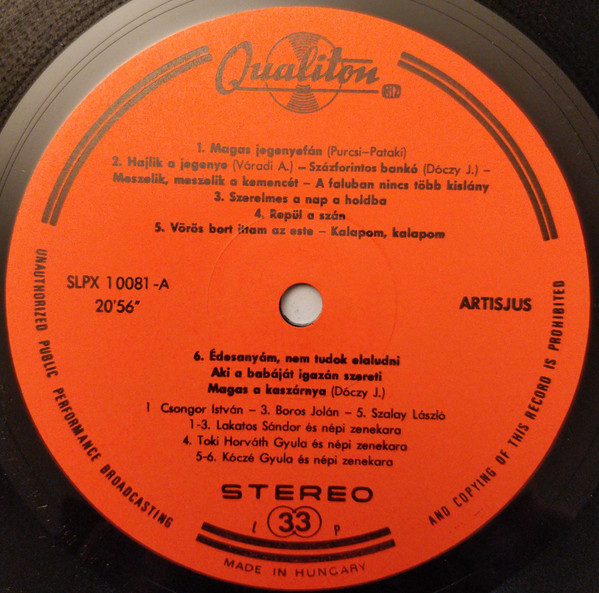 Qualiton
1. Magas jegenyefán (Purcsi–Pataki)
2. Hajlik a jegenye (Váradi A.) – Százforintos bankó (Dóczy J.) –
Meszelik, meszelik a kemencét – A faluban nincs több kislány
3. Szerelmes a nap a holdba
4. Repül a szán
5. Vörös bort ittam az este – Kalapom, kalapom
SLPX 10081-A
20'56"
ARTISJUS
6. Édesanyám, nem tudok elaludni
Aki a babáját igazán szereti
Magas a kaszárnya (Dóczy J.)
1 Csongor István – 3. Boros Jolán – 5. Szalay László
1-3. Lakatos Sándor és népi zenekara
4. Toki Horváth Gyula és népi zenekara
5-6. Kóczé Gyula és népi zenekara
STEREO
L 33 P
MADE IN HUNGARY
UNAUTHORIZED PUBLIC PERFORMANCE BROADCASTING
AND COPYING OF THIS RECORD IS PROHIBITED